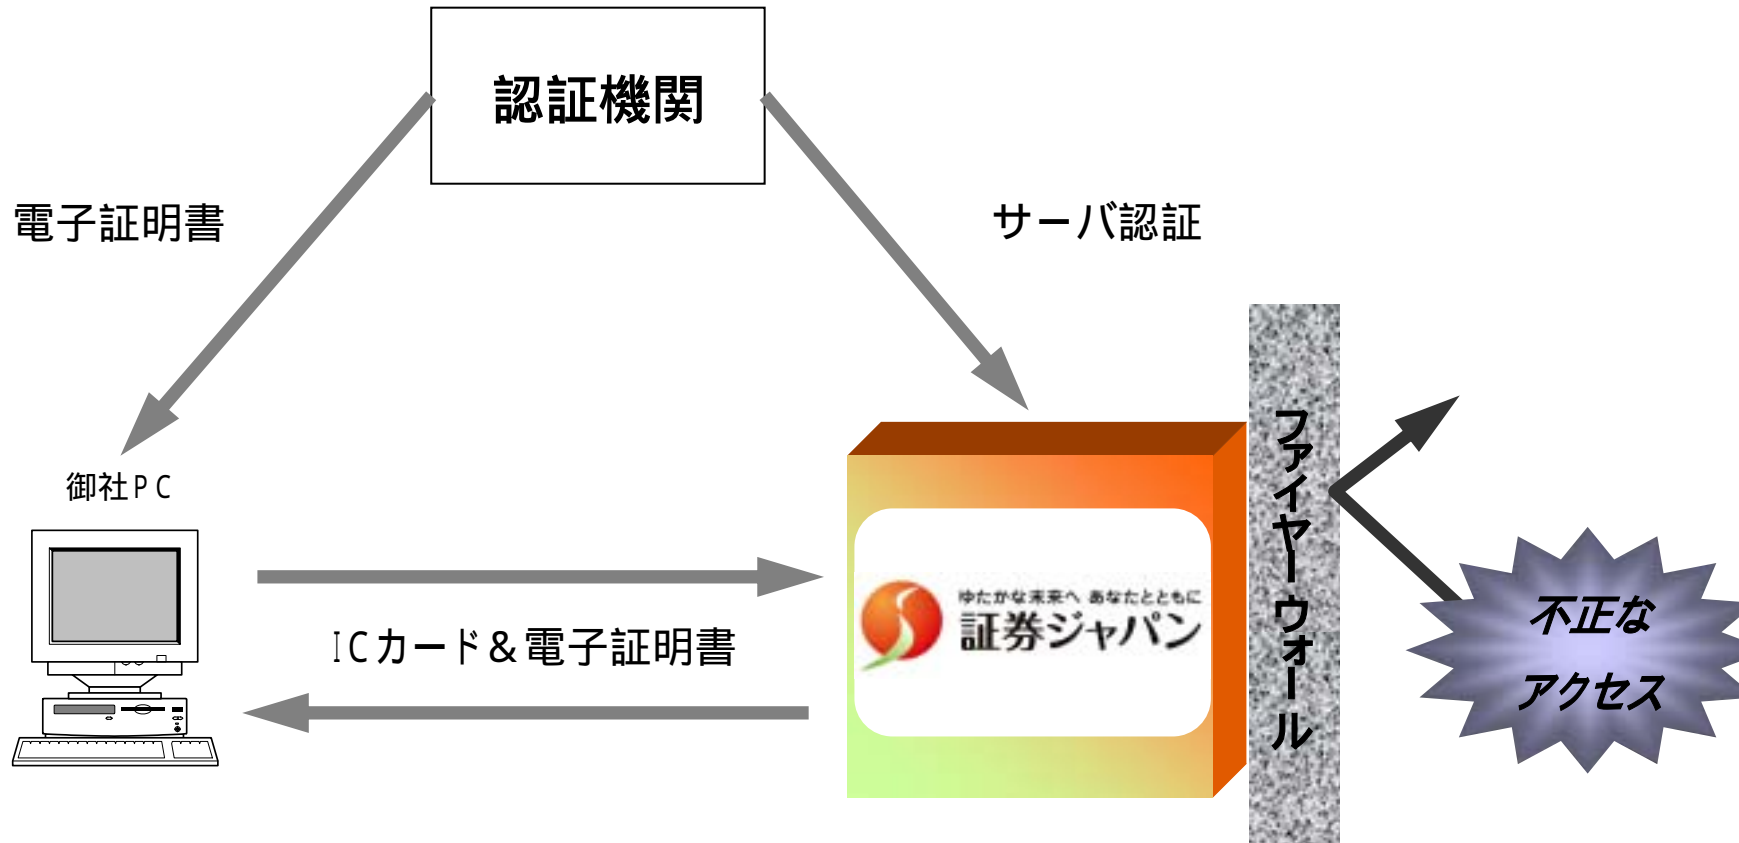 認証機関
電子証明書
サーバ認証
御社PC
ICカード&電子証明書
ゆたかな未来へ あなたとともに
証券ジャパン
ファイヤーウォール
不正な
アクセス